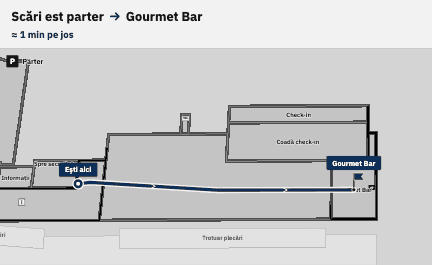 Scări est parter → Gourmet Bar
≈ 1 min pe jos
P Parter
Check-in
Coadă check-in
Gourmet Bar
Spre sec
Ești aici
Informații
Bar
Trotuar plecări